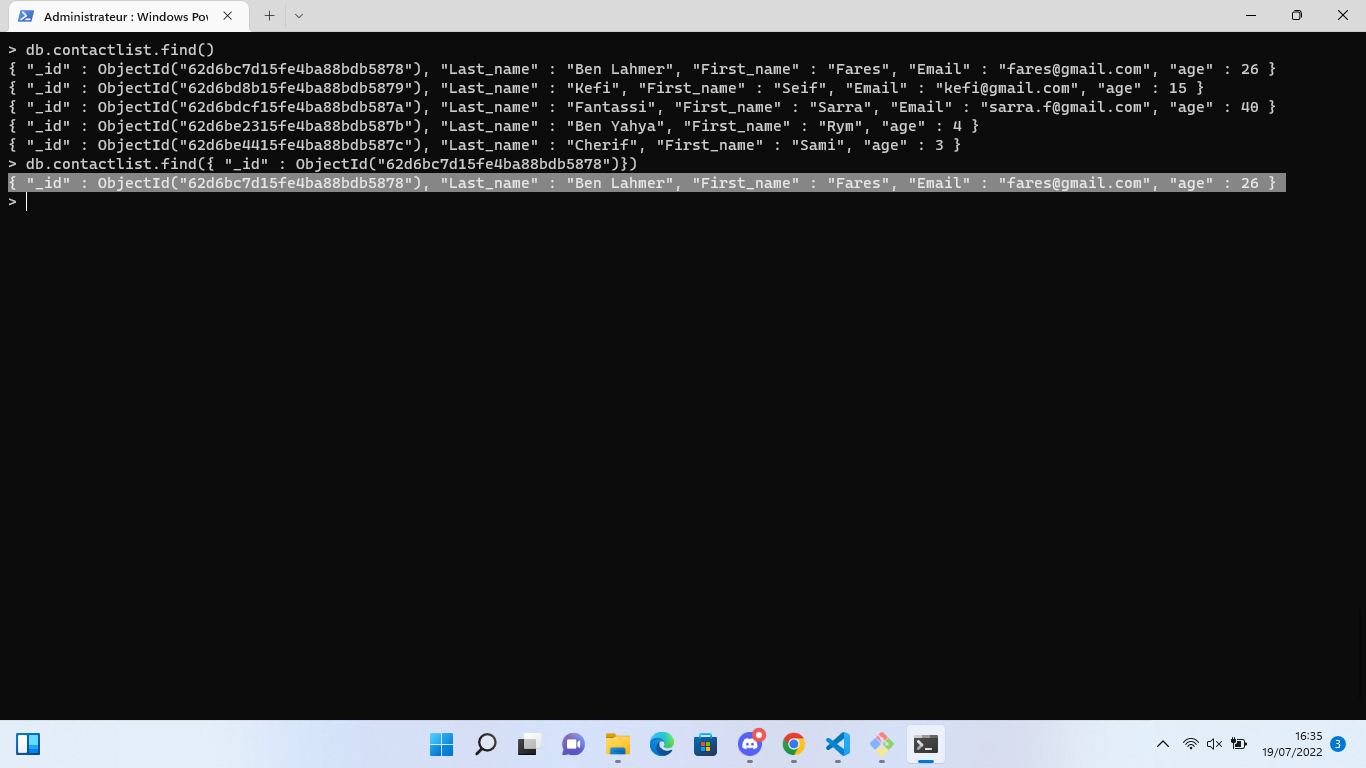 Administrateur : Windows Pow
> db.contactlist.find()
{ "_id" : ObjectId("62d6bc7d15fe4ba88bdb5878"), "Last_name" : "Ben Lahmer", "First_name" : "Fares", "Email" : "fares@gmail.com", "age" : 26 }
{ "_id" : ObjectId("62d6bd8b15fe4ba88bdb5879"), "Last_name" : "Kefi", "First_name" : "Seif", "Email" : "kefi@gmail.com", "age" : 15 }
{ "_id" : ObjectId("62d6bdcf15fe4ba88bdb587a"), "Last_name" : "Fantassi", "First_name" : "Sarra", "Email" : "sarra.f@gmail.com", "age" : 40 }
{ "_id" : ObjectId("62d6be2315fe4ba88bdb587b"), "Last_name" : "Ben Yahya", "First_name" : "Rym", "age" : 4 }
{ "_id" : ObjectId("62d6be4415fe4ba88bdb587c"), "Last_name" : "Cherif", "First_name" : "Sami", "age" : 3 }
> db.contactlist.find({ "_id" : ObjectId("62d6bc7d15fe4ba88bdb5878")})
{ "_id" : ObjectId("62d6bc7d15fe4ba88bdb5878"), "Last_name" : "Ben Lahmer", "First_name" : "Fares", "Email" : "fares@gmail.com", "age" : 26 }
>
16:35
19/07/2022
3